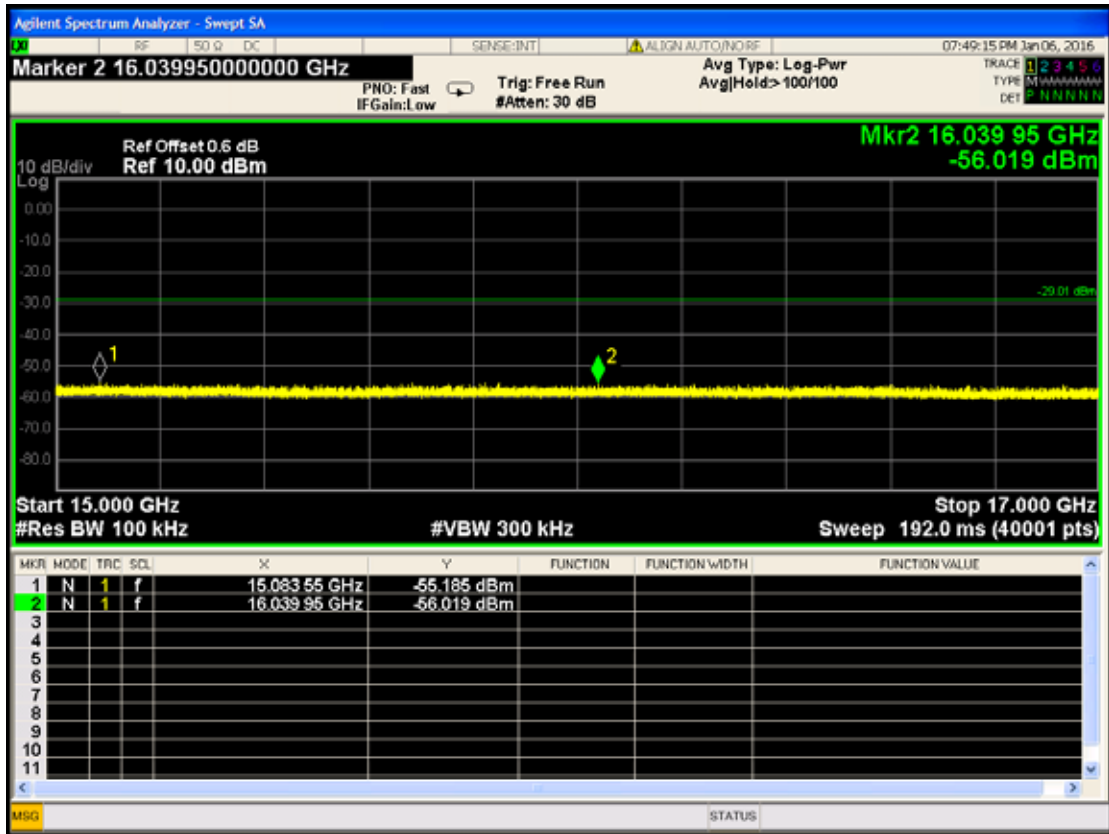 Agilent Spectrum Analyzer - Swept SA
LXI RF 50 Ω DC SENSE:INT ALIGN AUTO/NO RF 07:49:15 PM Jan 06, 2016
Marker 2 16.039950000000 GHz
PNO: Fast
IFGain:Low
Trig: Free Run
#Atten: 30 dB
Avg Type: Log-Pwr
Avg|Hold:>100/100
TRACE 1 2 3 4 5 6
TYPE M
DET P N N N N N
Mkr2 16.039 95 GHz
-56.019 dBm
Ref Offset 0.6 dB
10 dB/div Ref 10.00 dBm
Log
0.00
-10.0
-20.0
-29.01 dBm
-30.0
-40.0
1
2
-50.0
-60.0
-70.0
-80.0
Start 15.000 GHz Stop 17.000 GHz
#Res BW 100 kHz #VBW 300 kHz Sweep 192.0 ms (40001 pts)
MKR MODE TRC SCL X Y FUNCTION FUNCTION WIDTH FUNCTION VALUE
1 N 1 f 15.083 55 GHz -55.185 dBm
2 N 1 f 16.039 95 GHz -56.019 dBm
3
4
5
6
7
8
9
10
11
MSG STATUS